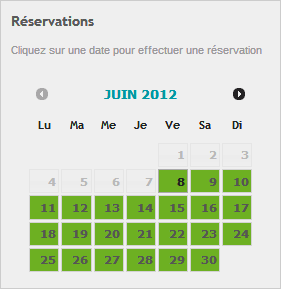 Réservations
Cliquez sur une date pour effectuer une réservation
JUIN 2012
Lu Ma Me Je Ve Sa Di
1 2 3
4 5 6 7 8 9 10
11 12 13 14 15 16 17
18 19 20 21 22 23 24
25 26 27 28 29 30